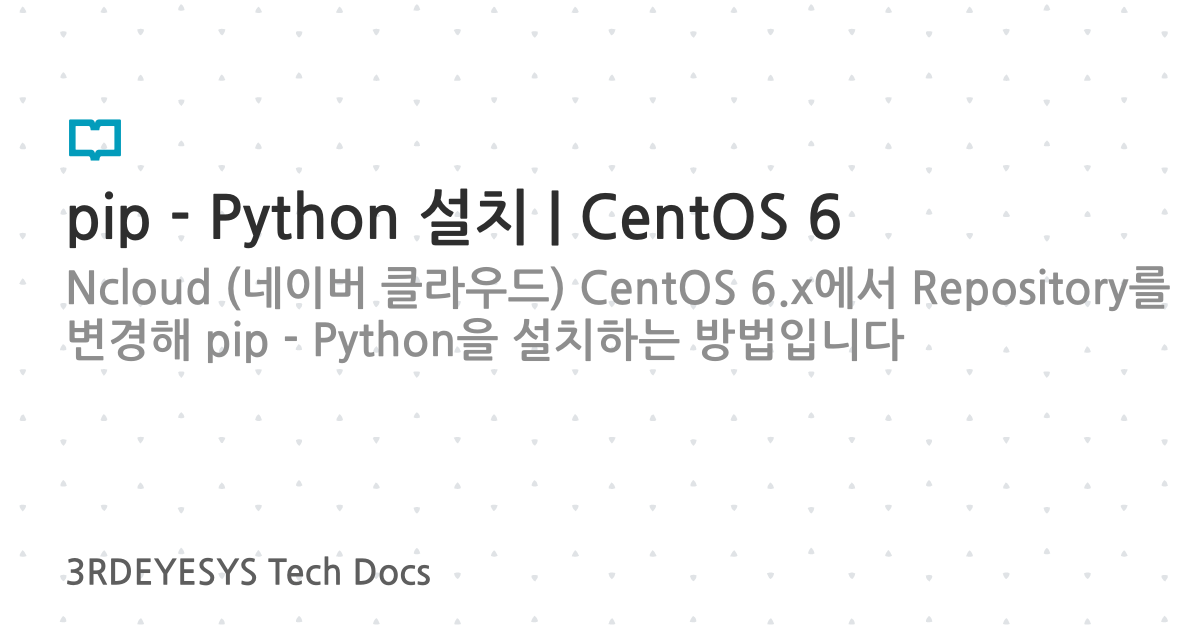 pip - Python 설치 | CentOS 6
Ncloud (네이버 클라우드) CentOS 6.x에서 Repository를
변경해 pip - Python을 설치하는 방법입니다
3RDEYESYS Tech Docs